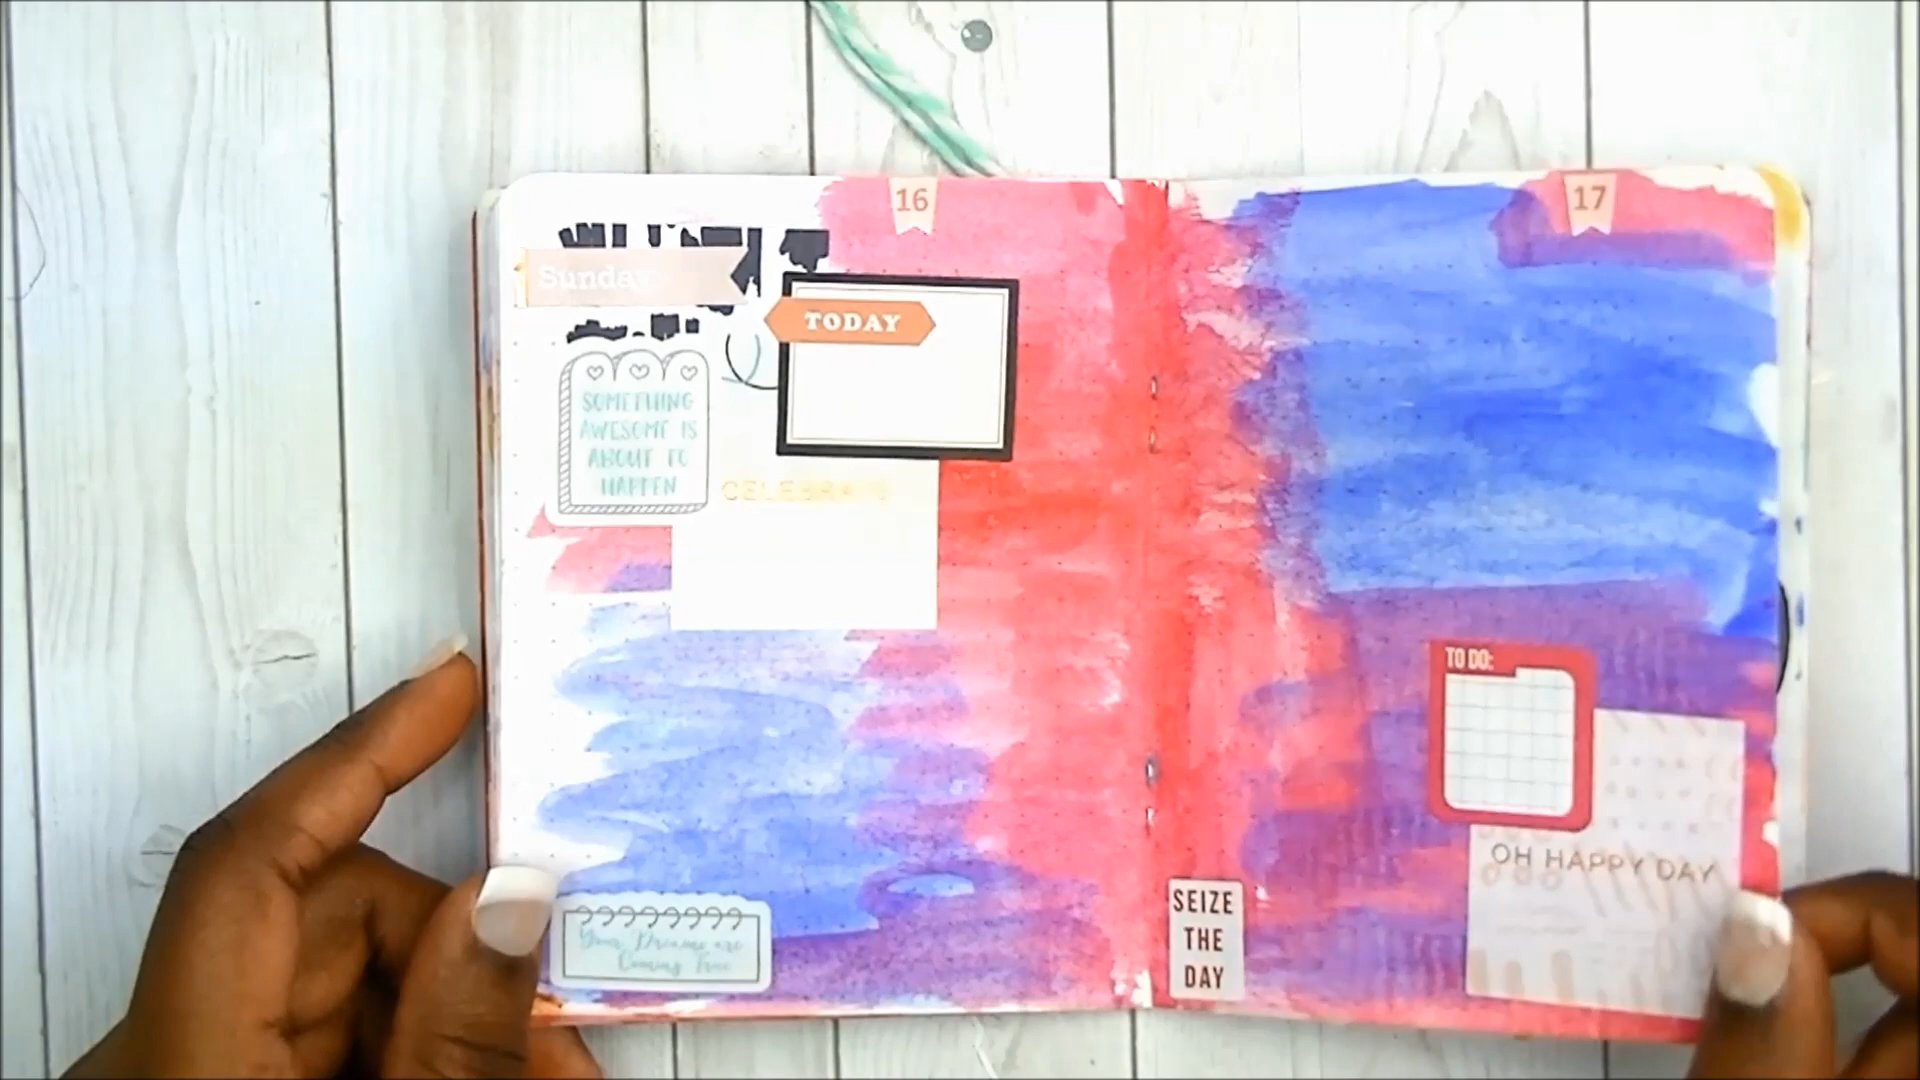 16
Sunday
TODAY
SOMETHING
AWESOME IS
ABOUT TO
HAPPEN
CELEBRATE
Your Dreams are
Coming True
17
TO DO:
OH HAPPY DAY
SEIZE
THE
DAY